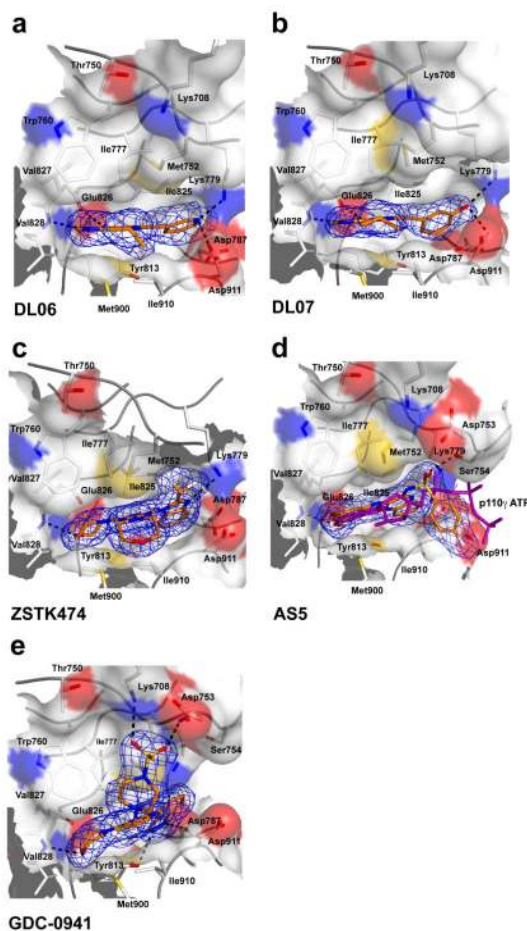 a
Thr750
Lys708
Trp760
Ile777
Met752
Val827
Lys779
Glu826
Ile825
Val828
Asp787
Tyr813
Asp911
Met900
Ile910
DL06
b
Thr750
Lys708
Trp760
Ile777
Met752
Val827
Lys779
Glu826
Ile825
Val828
Tyr813
Asp787
Asp911
Met900
Ile910
DL07
c
Thr750
Trp760
Ile777
Met752
Lys779
Val827
Glu826
Ile825
Asp787
Val828
Tyr813
Asp911
Ile910
Met900
ZSTK474
d
Thr750
Lys708
Trp760
Asp753
Ile777
Met752
Lys779
Val827
Ser754
Glu826
Ile825
p110γ ATP
Val828
Tyr813
Asp911
Ile910
Met900
AS5
e
Thr750
Lys708
Asp753
Trp760
Ile777
Ser754
Val827
Glu826
Asp787
Val828
Asp911
Tyr813
Ile910
Met900
GDC-0941